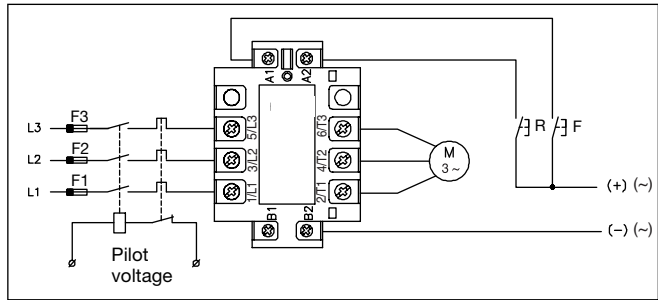 A1 A2
F3
L3
5/L3 6/T3
R F
F2
L2
3/L2 4/T2
M
3 ~
F1
L1
1/L1 2/T1
(+) (~)
B1 B2
(−) (~)
Pilot
voltage